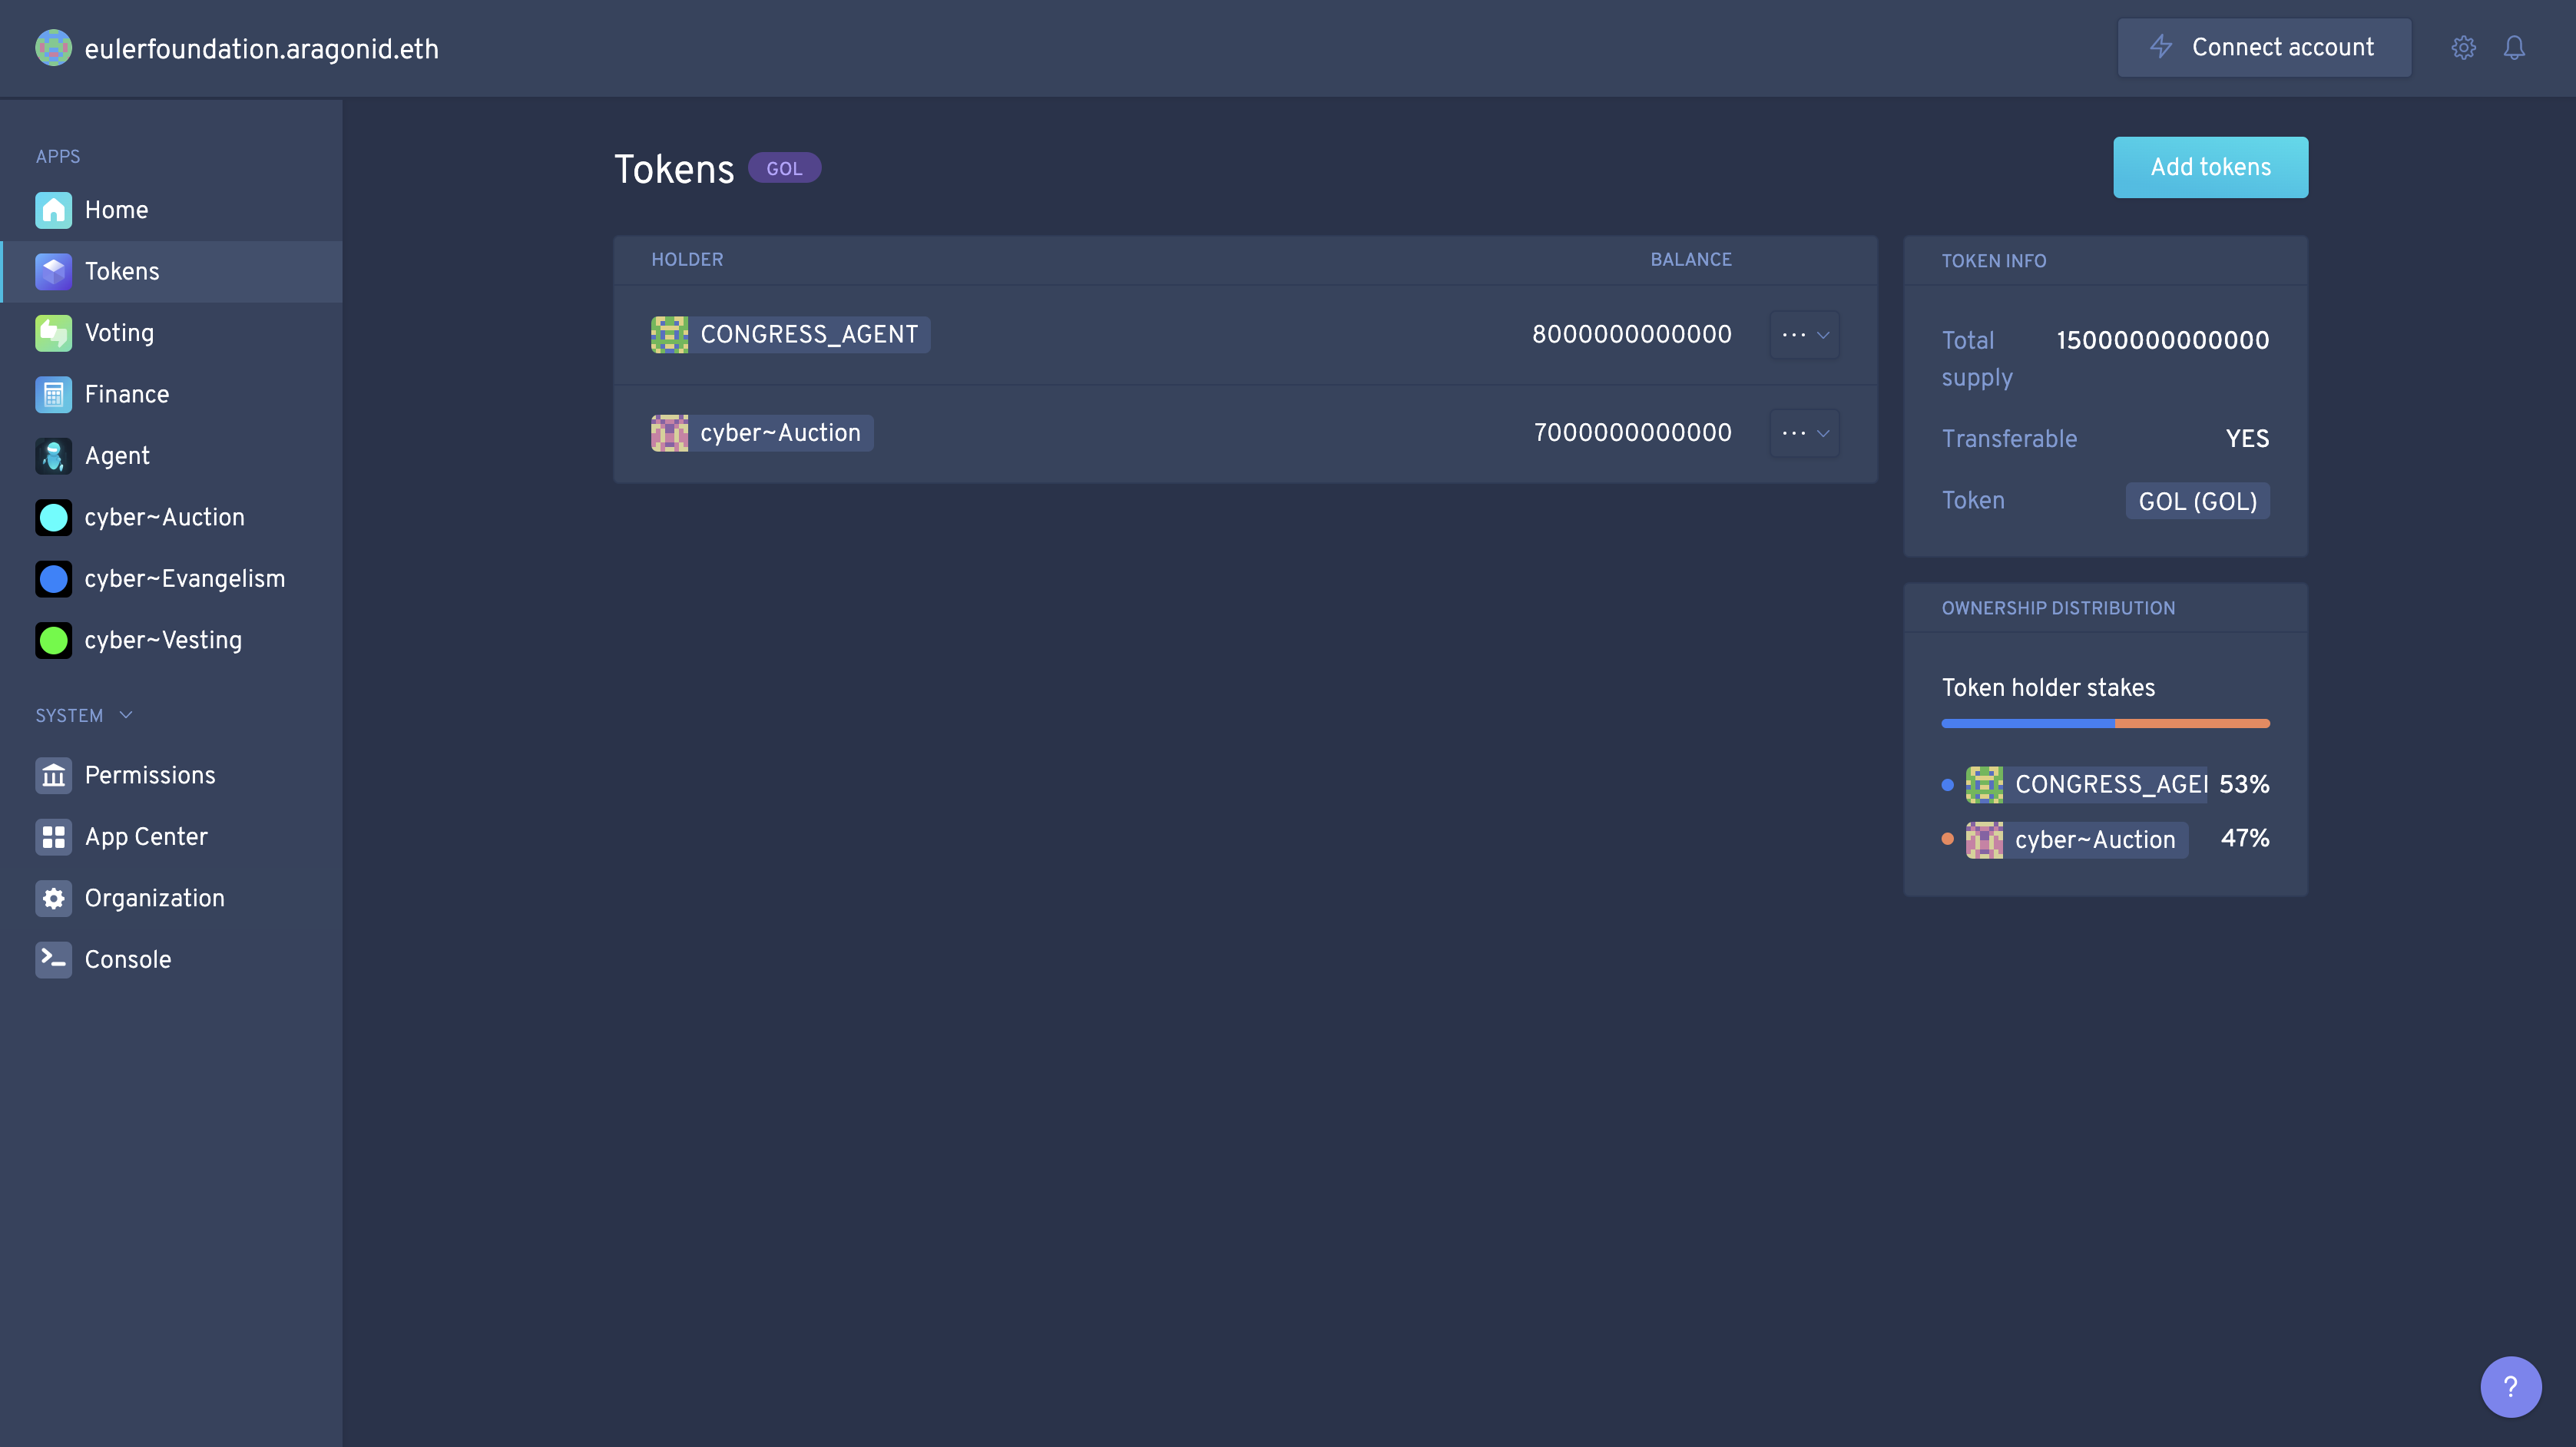 eulerfoundation.aragonid.eth
Connect account
APPS
Home
Tokens
Voting
Finance
Agent
cyber~Auction
cyber~Evangelism
cyber~Vesting
SYSTEM
Permissions
App Center
Organization
Console
Tokens GOL
Add tokens
HOLDER BALANCE
CONGRESS_AGENT 8000000000000
cyber~Auction 7000000000000
TOKEN INFO
Total supply 15000000000000
Transferable YES
Token GOL (GOL)
OWNERSHIP DISTRIBUTION
Token holder stakes
CONGRESS_AGE 53%
cyber~Auction 47%
?